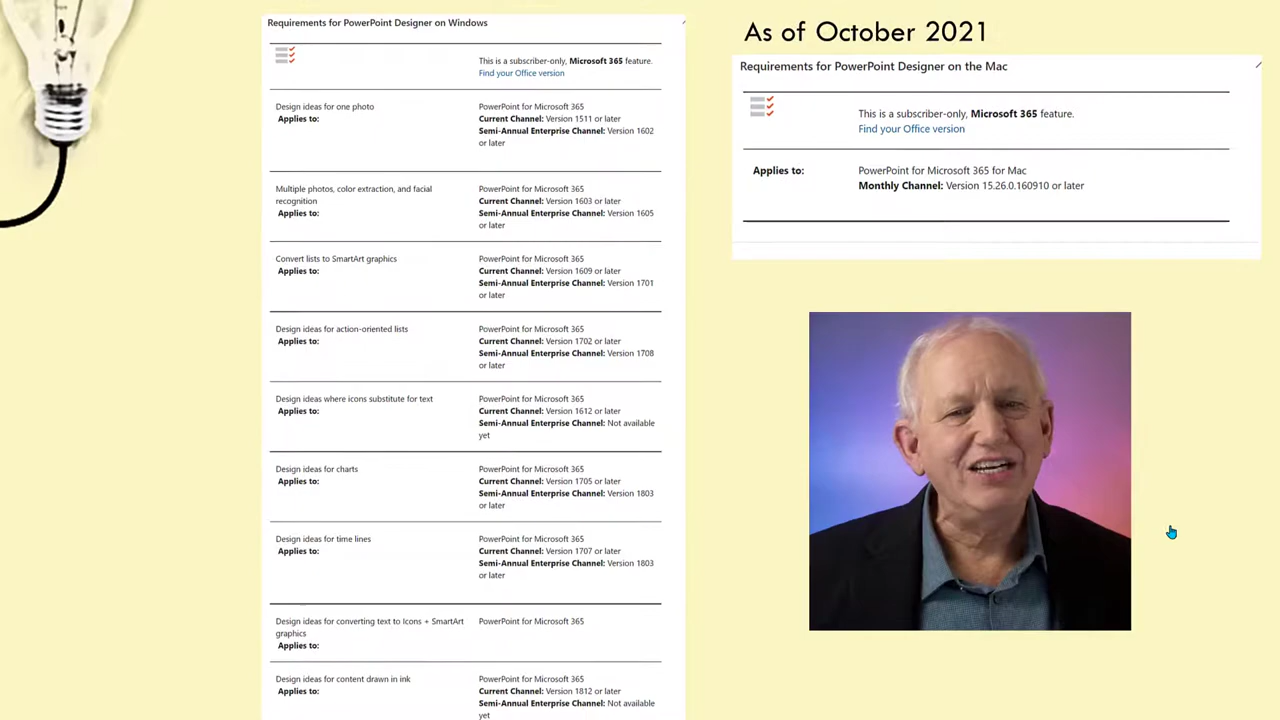 Requirements for PowerPoint Designer on Windows
This is a subscriber-only, Microsoft 365 feature.
Find your Office version
Design ideas for one photo
Applies to:
PowerPoint for Microsoft 365
Current Channel: Version 1511 or later
Semi-Annual Enterprise Channel: Version 1602
or later
Multiple photos, color extraction, and facial
recognition
Applies to:
PowerPoint for Microsoft 365
Current Channel: Version 1603 or later
Semi-Annual Enterprise Channel: Version 1605
or later
Convert lists to SmartArt graphics
Applies to:
PowerPoint for Microsoft 365
Current Channel: Version 1609 or later
Semi-Annual Enterprise Channel: Version 1701
or later
Design ideas for action-oriented lists
Applies to:
PowerPoint for Microsoft 365
Current Channel: Version 1702 or later
Semi-Annual Enterprise Channel: Version 1708
or later
Design ideas where icons substitute for text
Applies to:
PowerPoint for Microsoft 365
Current Channel: Version 1612 or later
Semi-Annual Enterprise Channel: Not available
yet
Design ideas for charts
Applies to:
PowerPoint for Microsoft 365
Current Channel: Version 1705 or later
Semi-Annual Enterprise Channel: Version 1803
or later
Design ideas for time lines
Applies to:
PowerPoint for Microsoft 365
Current Channel: Version 1707 or later
Semi-Annual Enterprise Channel: Version 1803
or later
Design ideas for converting text to Icons + SmartArt
graphics
Applies to:
PowerPoint for Microsoft 365
Design ideas for content drawn in ink
Applies to:
PowerPoint for Microsoft 365
Current Channel: Version 1812 or later
Semi-Annual Enterprise Channel: Not available
yet
As of October 2021
Requirements for PowerPoint Designer on the Mac
This is a subscriber-only, Microsoft 365 feature.
Find your Office version
Applies to:
PowerPoint for Microsoft 365 for Mac
Monthly Channel: Version 15.26.0.160910 or later